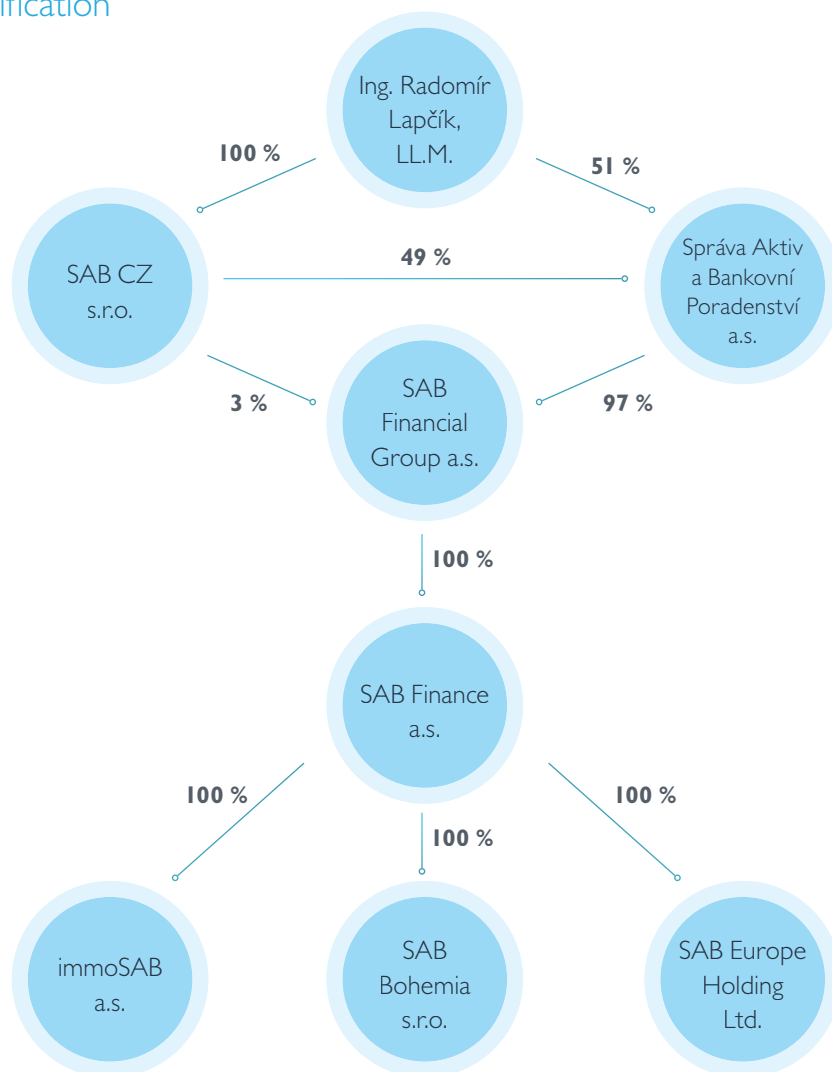 ification
Ing. Radomír
Lapčík,
LL.M.
100 %
51 %
SAB CZ
s.r.o.
49 %
Správa Aktiv
a Bankovní
Poradenství
a.s.
3 %
SAB
Financial
Group a.s.
97 %
100 %
SAB Finance
a.s.
100 %
100 %
100 %
immoSAB
a.s.
SAB
Bohemia
s.r.o.
SAB Europe
Holding
Ltd.